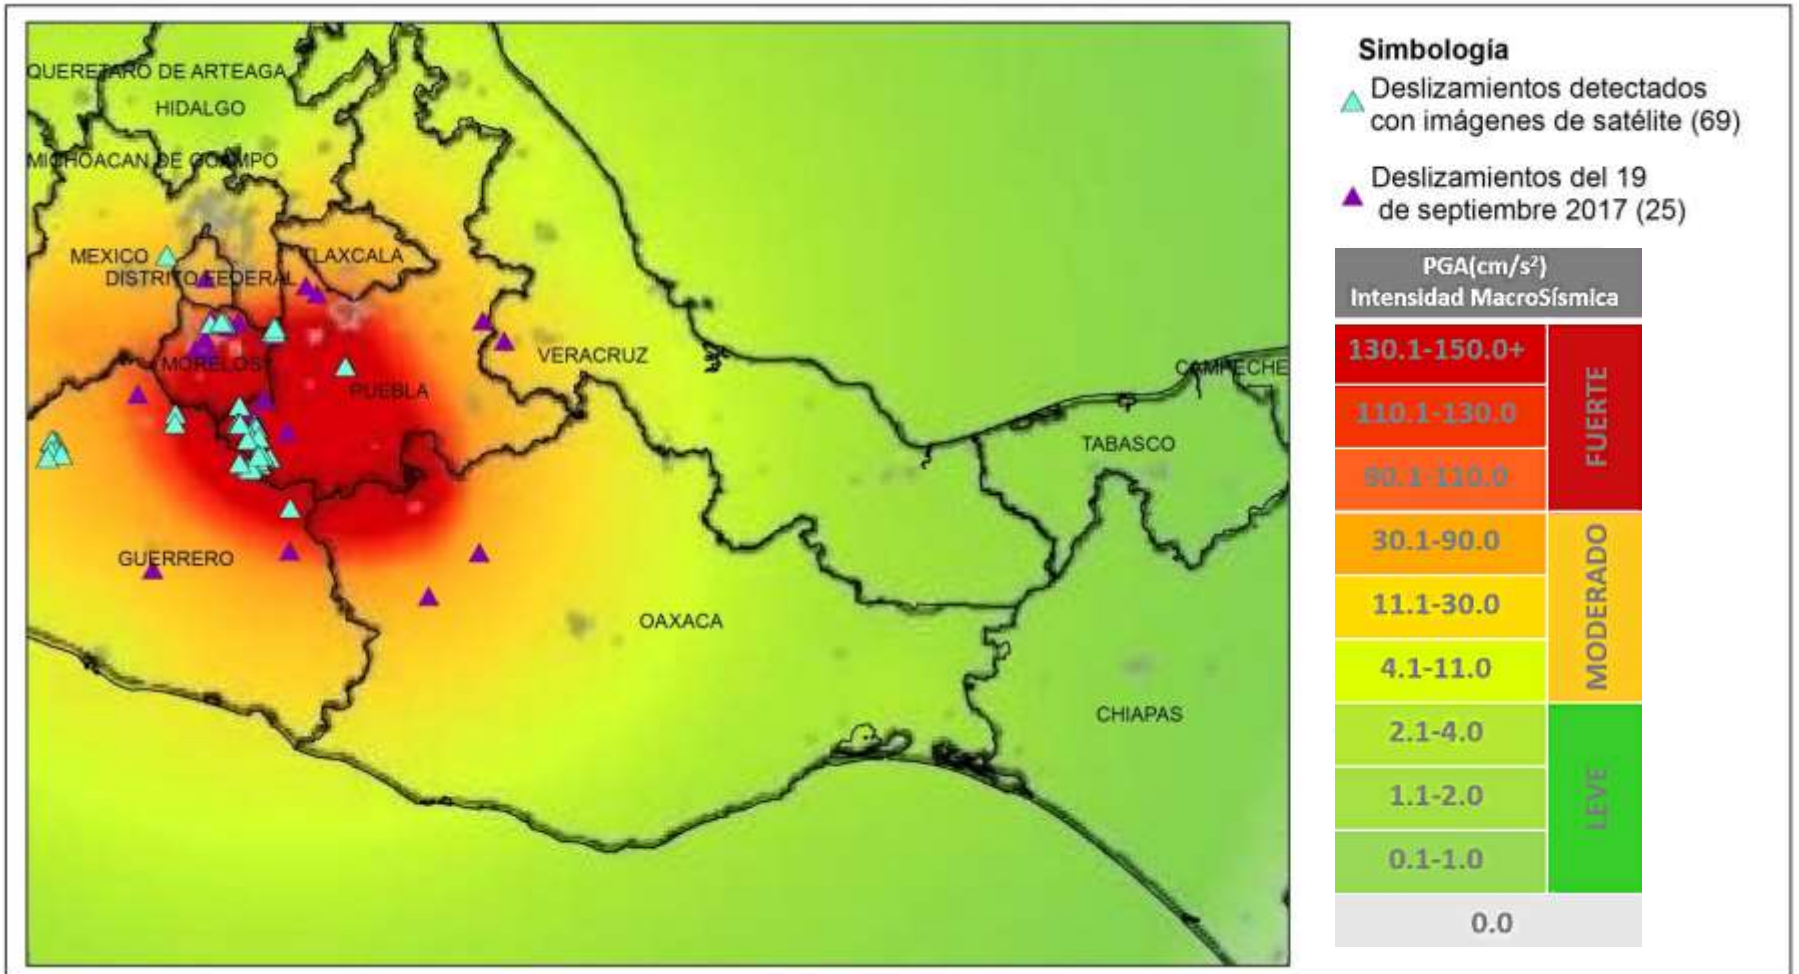 QUERETARO DE ARTEAGA
HIDALGO
MICHOACAN DE OCAMPO
MEXICO
TLAXCALA
DISTRITO FEDERAL
MORELOS
PUEBLA
VERACRUZ
CAMPECHE
TABASCO
GUERRERO
OAXACA
CHIAPAS
Simbología
Deslizamientos detectados
con imágenes de satélite (69)
Deslizamientos del 19
de septiembre 2017 (25)
PGA(cm/s²)
Intensidad MacroSísmica
130.1-150.0+
110.1-130.0
90.1-110.0
FUERTE
30.1-90.0
11.1-30.0
4.1-11.0
MODERADO
2.1-4.0
1.1-2.0
0.1-1.0
LEVE
0.0